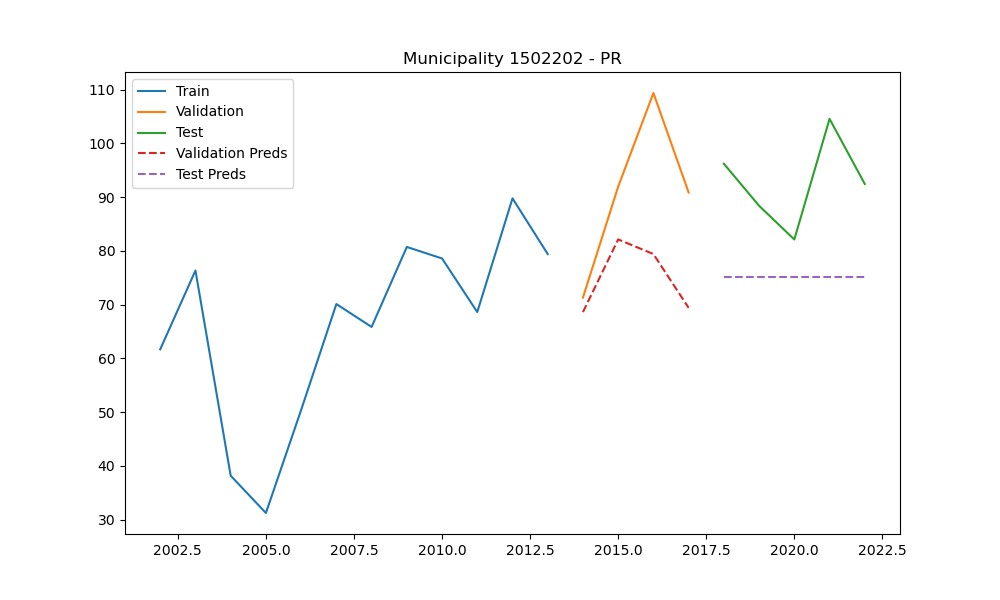 Municipality 1502202 - PR
Train
Validation
Test
Validation Preds
Test Preds
110
100
90
80
70
60
50
40
30
2002.5 2005.0 2007.5 2010.0 2012.5 2015.0 2017.5 2020.0 2022.5